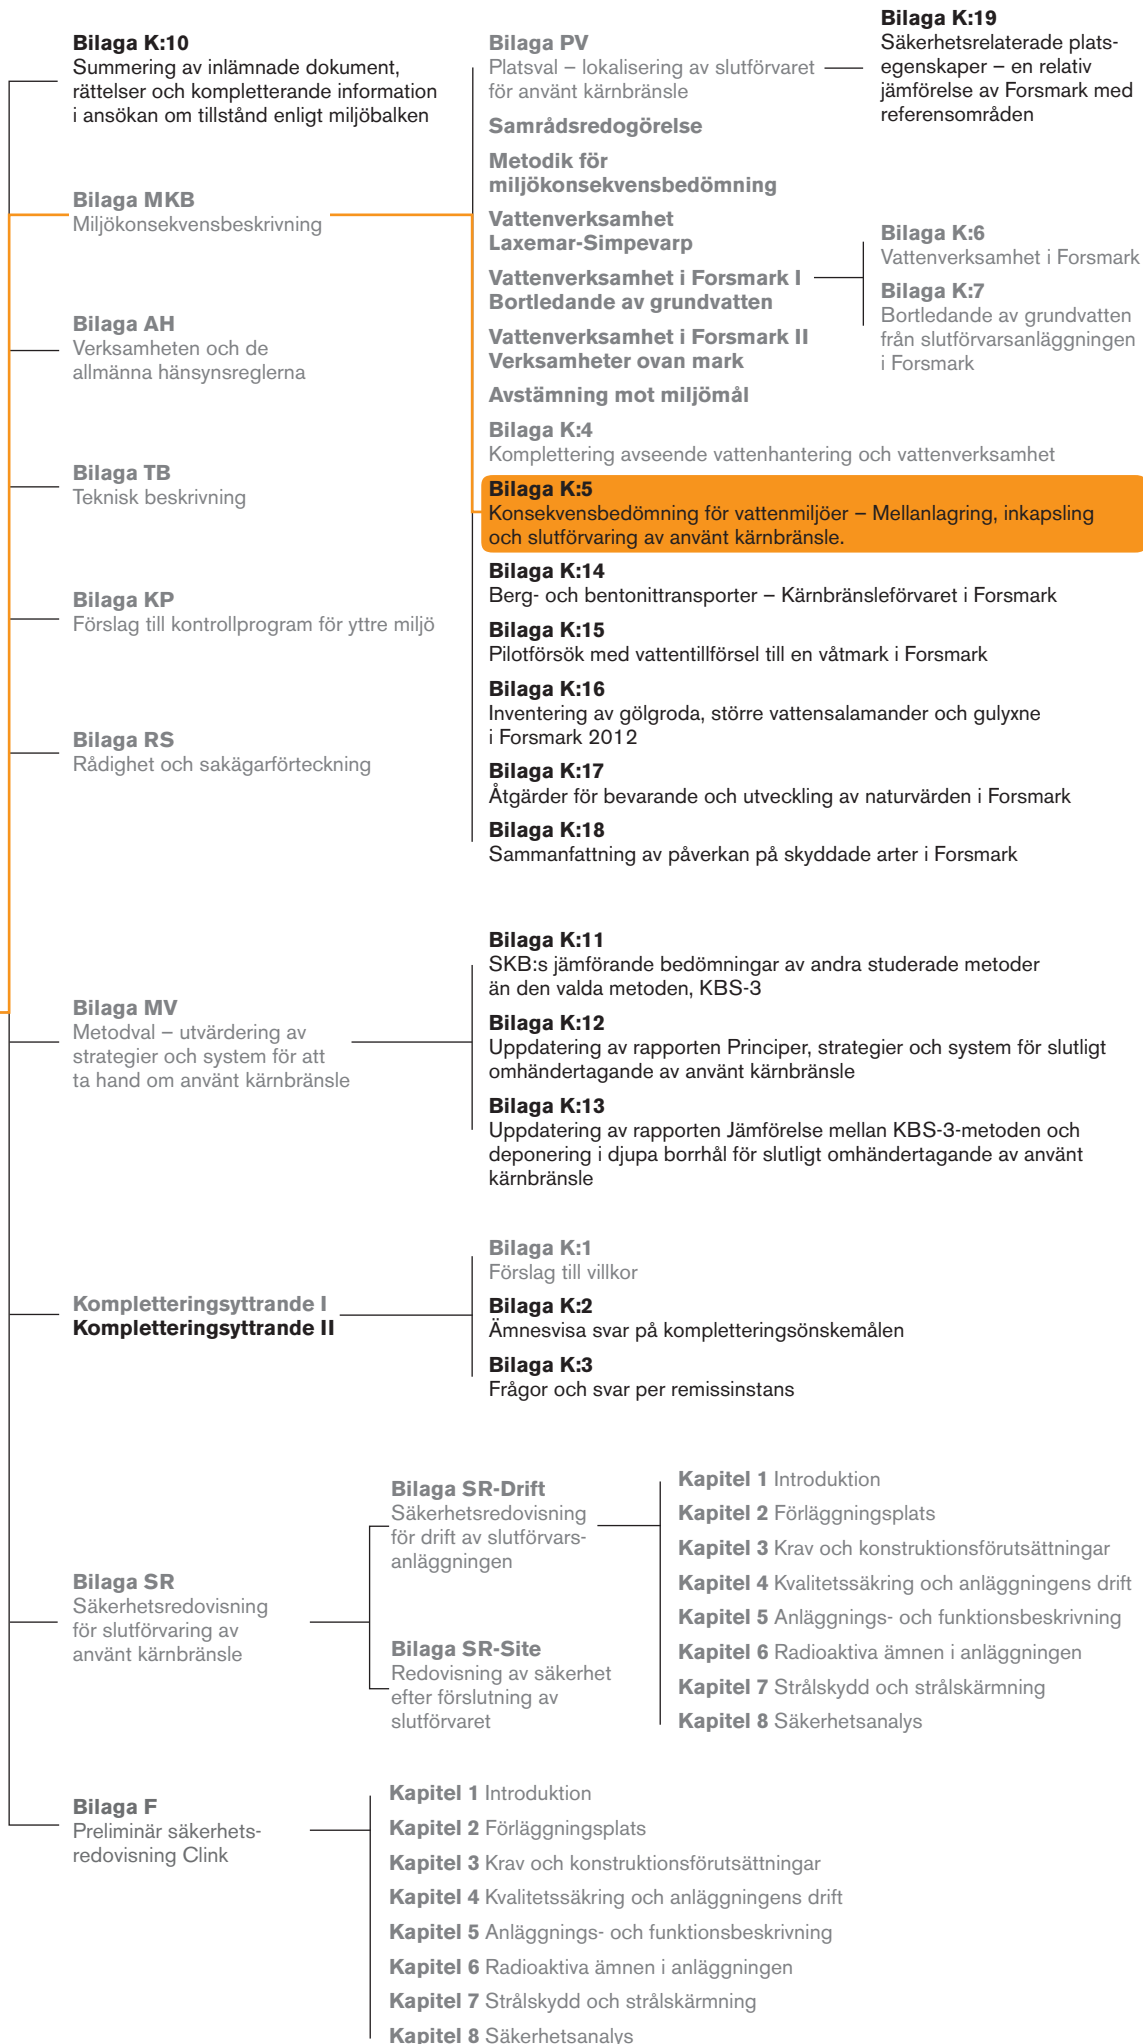 Bilaga K:10
Summering av inlämnade dokument,
rättelser och kompletterande information
i ansökan om tillstånd enligt miljöbalken
Bilaga MKB
Miljökonsekvensbeskrivning
Bilaga AH
Verksamheten och de
allmänna hänsynsreglerna
Bilaga TB
Teknisk beskrivning
Bilaga KP
Förslag till kontrollprogram för yttre miljö
Bilaga RS
Rådighet och sakägarförteckning
Bilaga PV
Platsval – lokalisering av slutförvaret
för använt kärnbränsle
Samrådsredogörelse
Metodik för
miljökonsekvensbedömning
Vattenverksamhet
Laxemar-Simpevarp
Vattenverksamhet i Forsmark I
Bortledande av grundvatten
Vattenverksamhet i Forsmark II
Verksamheter ovan mark
Avstämning mot miljömål
Bilaga K:19
Säkerhetsrelaterade plats-
egenskaper – en relativ
jämförelse av Forsmark med
referensområden
Bilaga K:6
Vattenverksamhet i Forsmark
Bilaga K:7
Bortledande av grundvatten
från slutförvarsanläggningen
i Forsmark
Bilaga K:4
Komplettering avseende vattenhantering och vattenverksamhet
Bilaga K:5
Konsekvensbedömning för vattenmiljöer – Mellanlagring, inkapsling
och slutförvaring av använt kärnbränsle.
Bilaga K:14
Berg- och bentonittransporter – Kärnbränsleförvaret i Forsmark
Bilaga K:15
Pilotförsök med vattentillförsel till en våtmark i Forsmark
Bilaga K:16
Inventering av gölgroda, större vattensalamander och gulyxne
i Forsmark 2012
Bilaga K:17
Åtgärder för bevarande och utveckling av naturvärden i Forsmark
Bilaga K:18
Sammanfattning av påverkan på skyddade arter i Forsmark
Bilaga MV
Metodval – utvärdering av
strategier och system för att
ta hand om använt kärnbränsle
Bilaga K:11
SKB:s jämförande bedömningar av andra studerade metoder
än den valda metoden, KBS-3
Bilaga K:12
Uppdatering av rapporten Principer, strategier och system för slutligt
omhändertagande av använt kärnbränsle
Bilaga K:13
Uppdatering av rapporten Jämförelse mellan KBS-3-metoden och
deponering i djupa borrhål för slutligt omhändertagande av använt
kärnbränsle
Kompletteringsyttrande I
Kompletteringsyttrande II
Bilaga K:1
Förslag till villkor
Bilaga K:2
Ämnesvisa svar på kompletteringsönskemålen
Bilaga K:3
Frågor och svar per remissinstans
Bilaga SR
Säkerhetsredovisning
för slutförvaring av
använt kärnbränsle
Bilaga SR-Drift
Säkerhetsredovisning
för drift av slutförvars-
anläggningen
Bilaga SR-Site
Redovisning av säkerhet
efter förslutning av
slutförvaret
Kapitel 1 Introduktion
Kapitel 2 Förläggningsplats
Kapitel 3 Krav och konstruktionsförutsättningar
Kapitel 4 Kvalitetssäkring och anläggningens drift
Kapitel 5 Anläggnings- och funktionsbeskrivning
Kapitel 6 Radioaktiva ämnen i anläggningen
Kapitel 7 Strålskydd och strålskärmning
Kapitel 8 Säkerhetsanalys
Bilaga F
Preliminär säkerhets-
redovisning Clink
Kapitel 1 Introduktion
Kapitel 2 Förläggningsplats
Kapitel 3 Krav och konstruktionsförutsättningar
Kapitel 4 Kvalitetssäkring och anläggningens drift
Kapitel 5 Anläggnings- och funktionsbeskrivning
Kapitel 6 Radioaktiva ämnen i anläggningen
Kapitel 7 Strålskydd och strålskärmning
Kapitel 8 Säkerhetsanalys